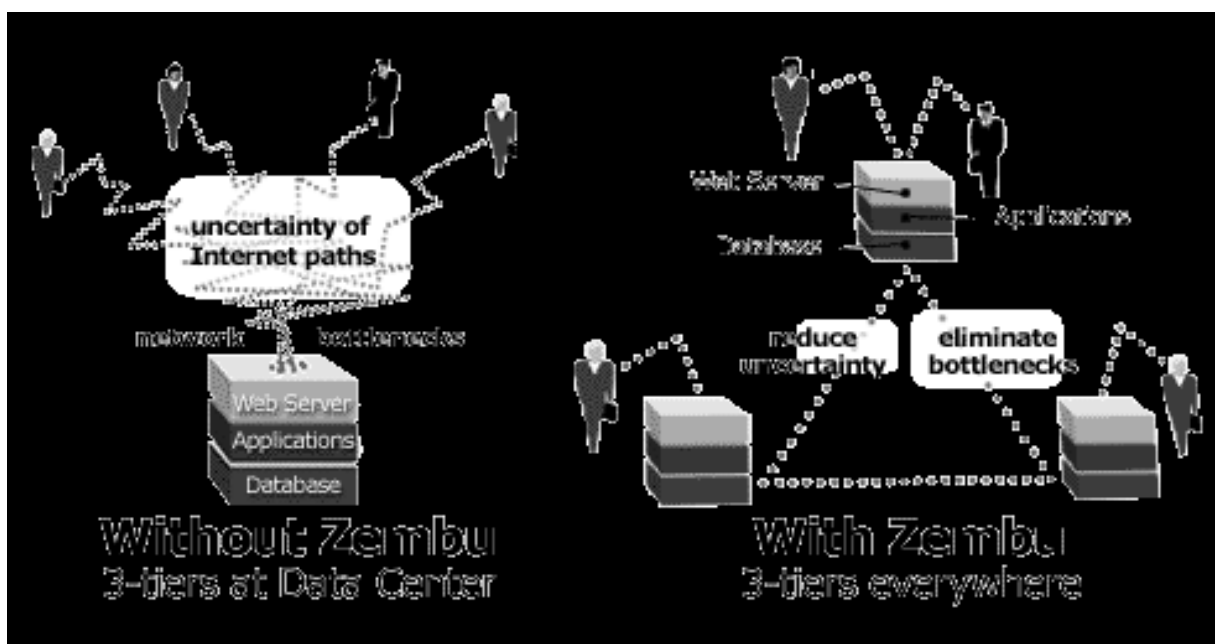 uncertainty of
Internet paths
network bottlenecks
Web Server
Applications
Database
Without Zembu
3-tiers at Data Center
Web Server
Applications
Database
reduce
uncertainty
eliminate
bottlenecks
With Zembu
3-tiers everywhere